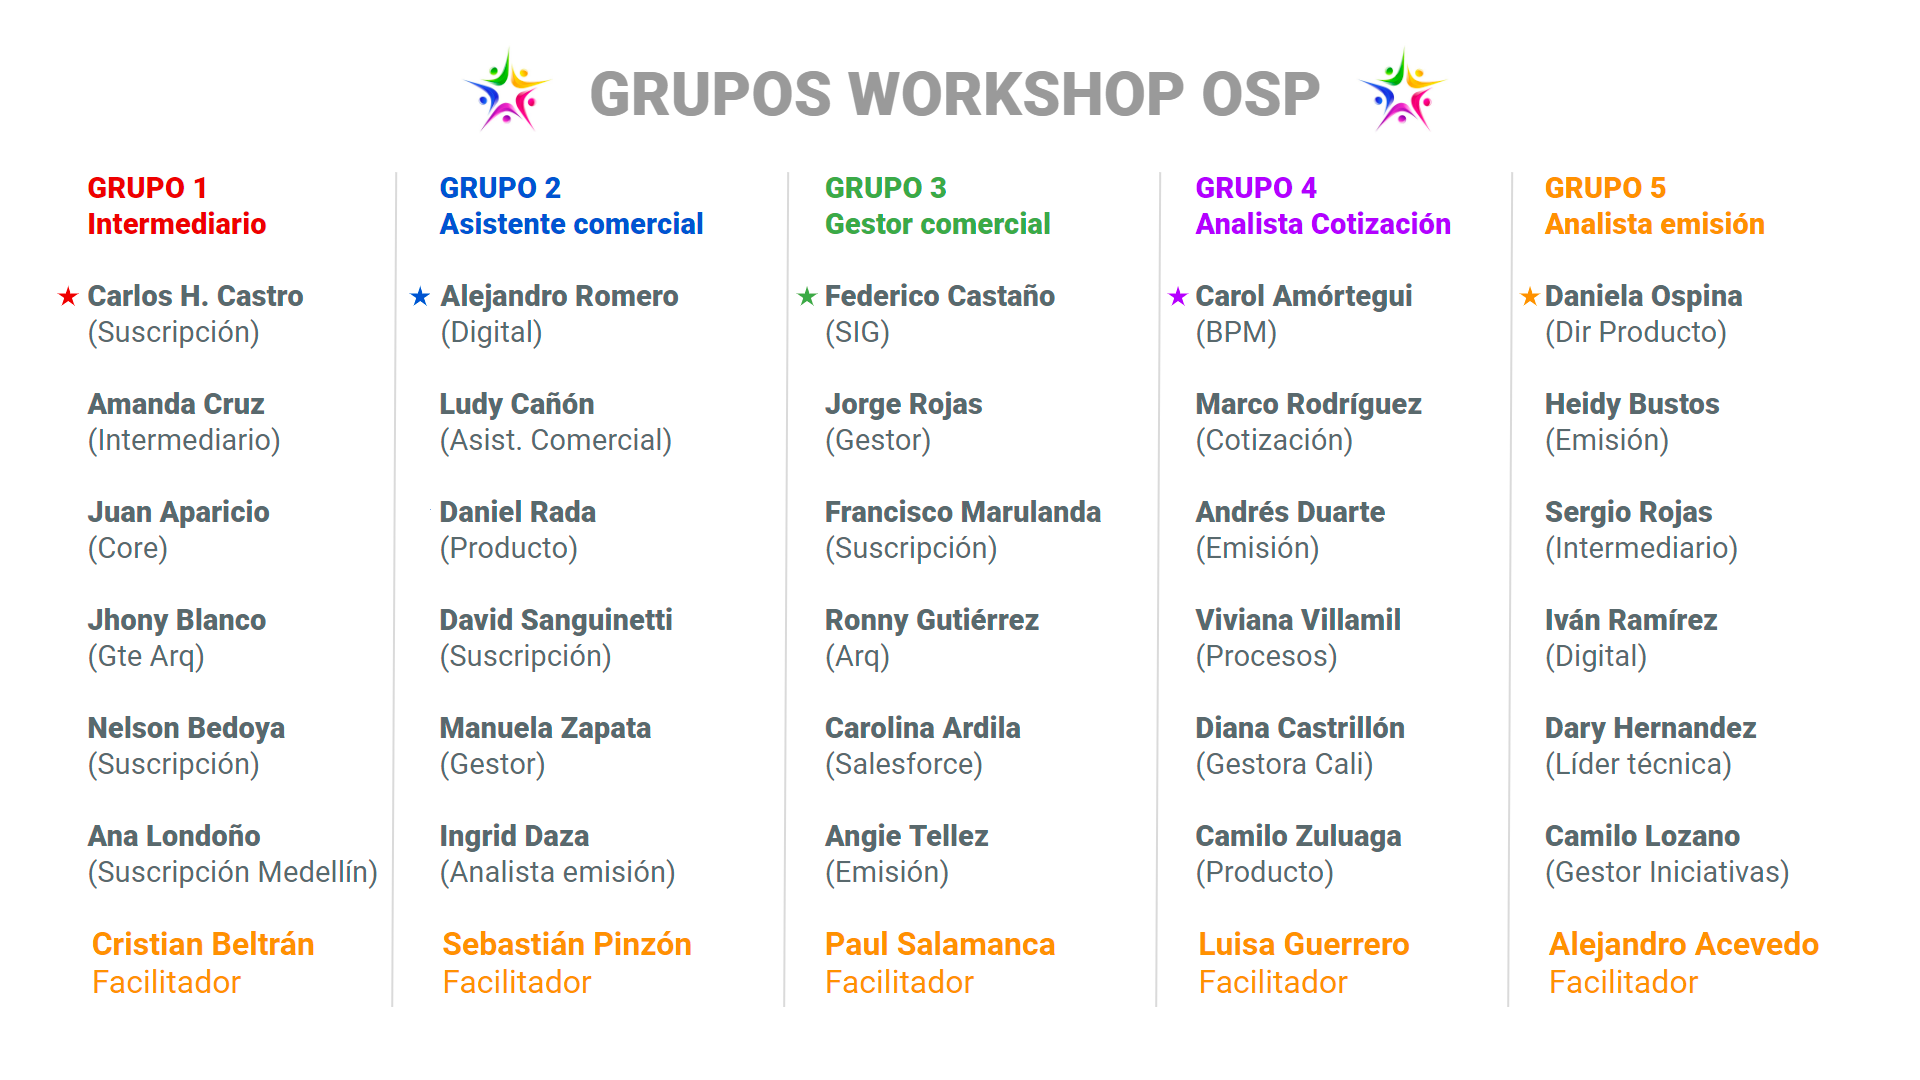 GRUPOS WORKSHOP OSP
GRUPO 1
Intermediario
Carlos H. Castro
(Suscripción)
Amanda Cruz
(Intermediario)
Juan Aparicio
(Core)
Jhony Blanco
(Gte Arq)
Nelson Bedoya
(Suscripción)
Ana Londoño
(Suscripción Medellín)
Cristian Beltrán
Facilitador
GRUPO 2
Asistente comercial
Alejandro Romero
(Digital)
Ludy Cañón
(Asist. Comercial)
Daniel Rada
(Producto)
David Sanguinetti
(Suscripción)
Manuela Zapata
(Gestor)
Ingrid Daza
(Analista emisión)
Sebastián Pinzón
Facilitador
GRUPO 3
Gestor comercial
Federico Castaño
(SIG)
Jorge Rojas
(Gestor)
Francisco Marulanda
(Suscripción)
Ronny Gutiérrez
(Arq)
Carolina Ardila
(Salesforce)
Angie Tellez
(Emisión)
Paul Salamanca
Facilitador
GRUPO 4
Analista Cotización
Carol Amórtegui
(BPM)
Marco Rodríguez
(Cotización)
Andrés Duarte
(Emisión)
Viviana Villamil
(Procesos)
Diana Castrillón
(Gestora Cali)
Camilo Zuluaga
(Producto)
Luisa Guerrero
Facilitador
GRUPO 5
Analista emisión
Daniela Ospina
(Dir Producto)
Heidy Bustos
(Emisión)
Sergio Rojas
(Intermediario)
Iván Ramírez
(Digital)
Dary Hernandez
(Líder técnica)
Camilo Lozano
(Gestor Iniciativas)
Alejandro Acevedo
Facilitador